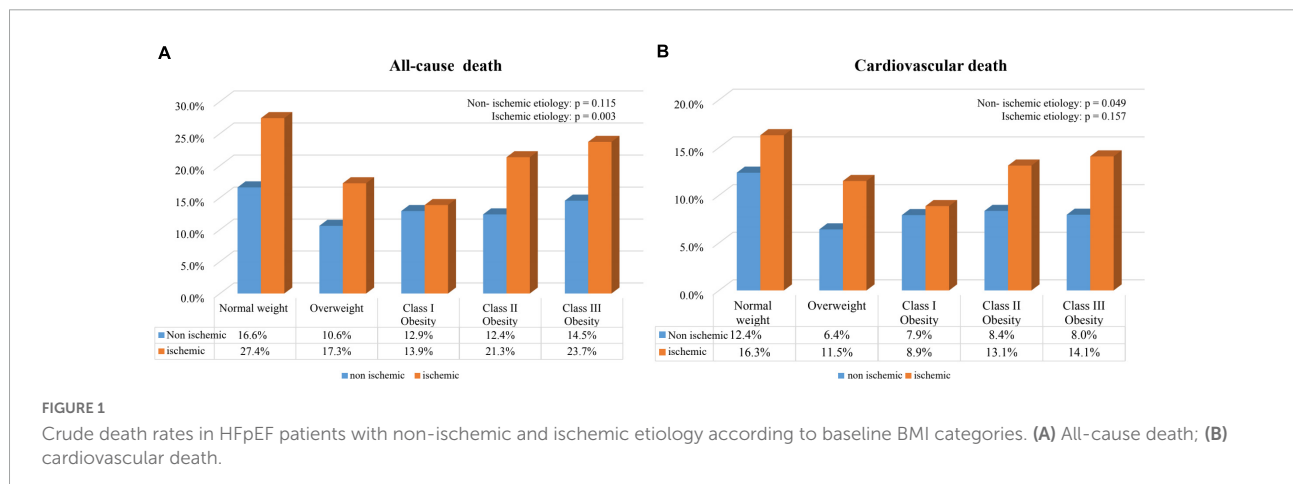 A
All-cause death
Non- ischemic etiology: p = 0.115
Ischemic etiology: p = 0.003
30.0%
25.0%
20.0%
15.0%
10.0%
5.0%
0.0%
Normal weight Overweight Class I Obesity Class II Obesity Class III Obesity
Non ischemic 16.6% 10.6% 12.9% 12.4% 14.5%
ischemic 27.4% 17.3% 13.9% 21.3% 23.7%
non ischemic ischemic
B
Cardiovascular death
Non- ischemic etiology: p = 0.049
Ischemic etiology: p = 0.157
20.0%
15.0%
10.0%
5.0%
0.0%
Normal weight Overweight Class I Obesity Class II Obesity Class III Obesity
Non ischemic 12.4% 6.4% 7.9% 8.4% 8.0%
ischemic 16.3% 11.5% 8.9% 13.1% 14.1%
non ischemic ischemic
FIGURE 1
Crude death rates in HFpEF patients with non-ischemic and ischemic etiology according to baseline BMI categories. (A) All-cause death; (B)
cardiovascular death.